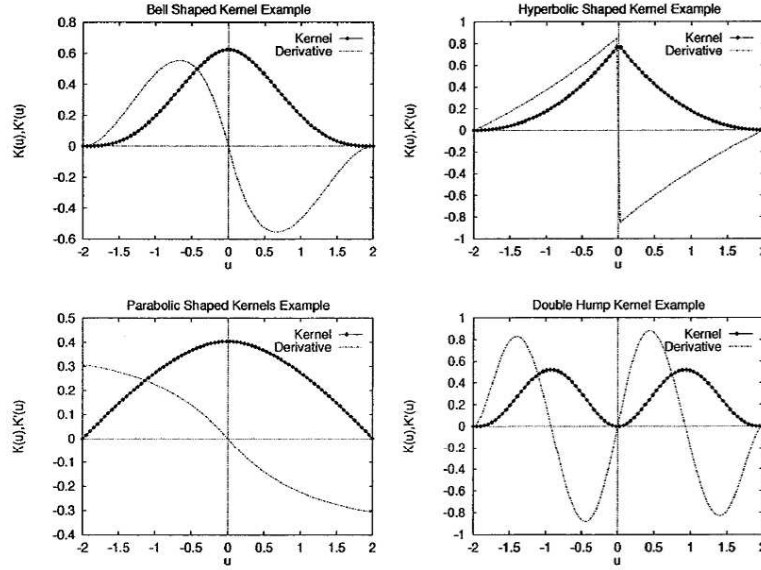 Bell Shaped Kernel Example
Kernel
Derivative
0.8
0.6
0.4
0.2
0
-0.2
-0.4
-0.6
K(u),K'(u)
-2 -1.5 -1 -0.5 0 0.5 1 1.5 2
u
Hyperbolic Shaped Kernel Example
Kernel
Derivative
1
0.8
0.6
0.4
0.2
0
-0.2
-0.4
-0.6
-0.8
-1
K(u),K'(u)
-2 -1.5 -1 -0.5 0 0.5 1 1.5 2
u
Parabolic Shaped Kernels Example
Kernel
Derivative
0.5
0.4
0.3
0.2
0.1
0
-0.1
-0.2
-0.3
-0.4
K(u),K'(u)
-2 -1.5 -1 -0.5 0 0.5 1 1.5 2
u
Double Hump Kernel Example
Kernel
Derivative
1
0.8
0.6
0.4
0.2
0
-0.2
-0.4
-0.6
-0.8
-1
K(u),K'(u)
-2 -1.5 -1 -0.5 0 0.5 1 1.5 2
u